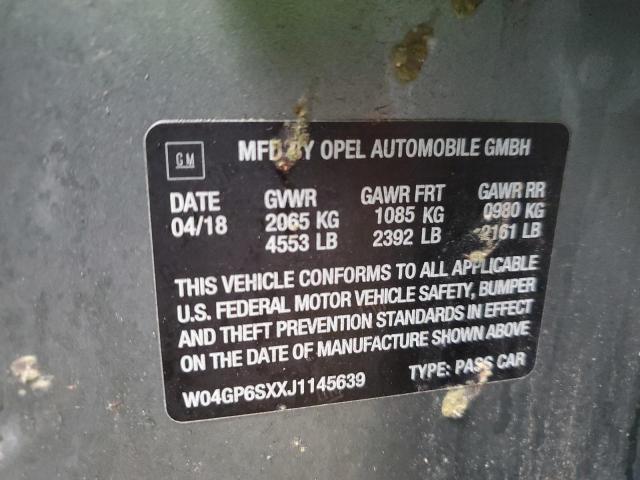 GM
MFD BY OPEL AUTOMOBILE GMBH
DATE GVWR GAWR FRT GAWR RR
04/18 2065 KG 1085 KG 0980 KG
4553 LB 2392 LB 2161 LB
THIS VEHICLE CONFORMS TO ALL APPLICABLE
U.S. FEDERAL MOTOR VEHICLE SAFETY, BUMPER
AND THEFT PREVENTION STANDARDS IN EFFECT
ON THE DATE OF MANUFACTURE SHOWN ABOVE
W04GP6SXXJ1145639 TYPE: PASS CAR